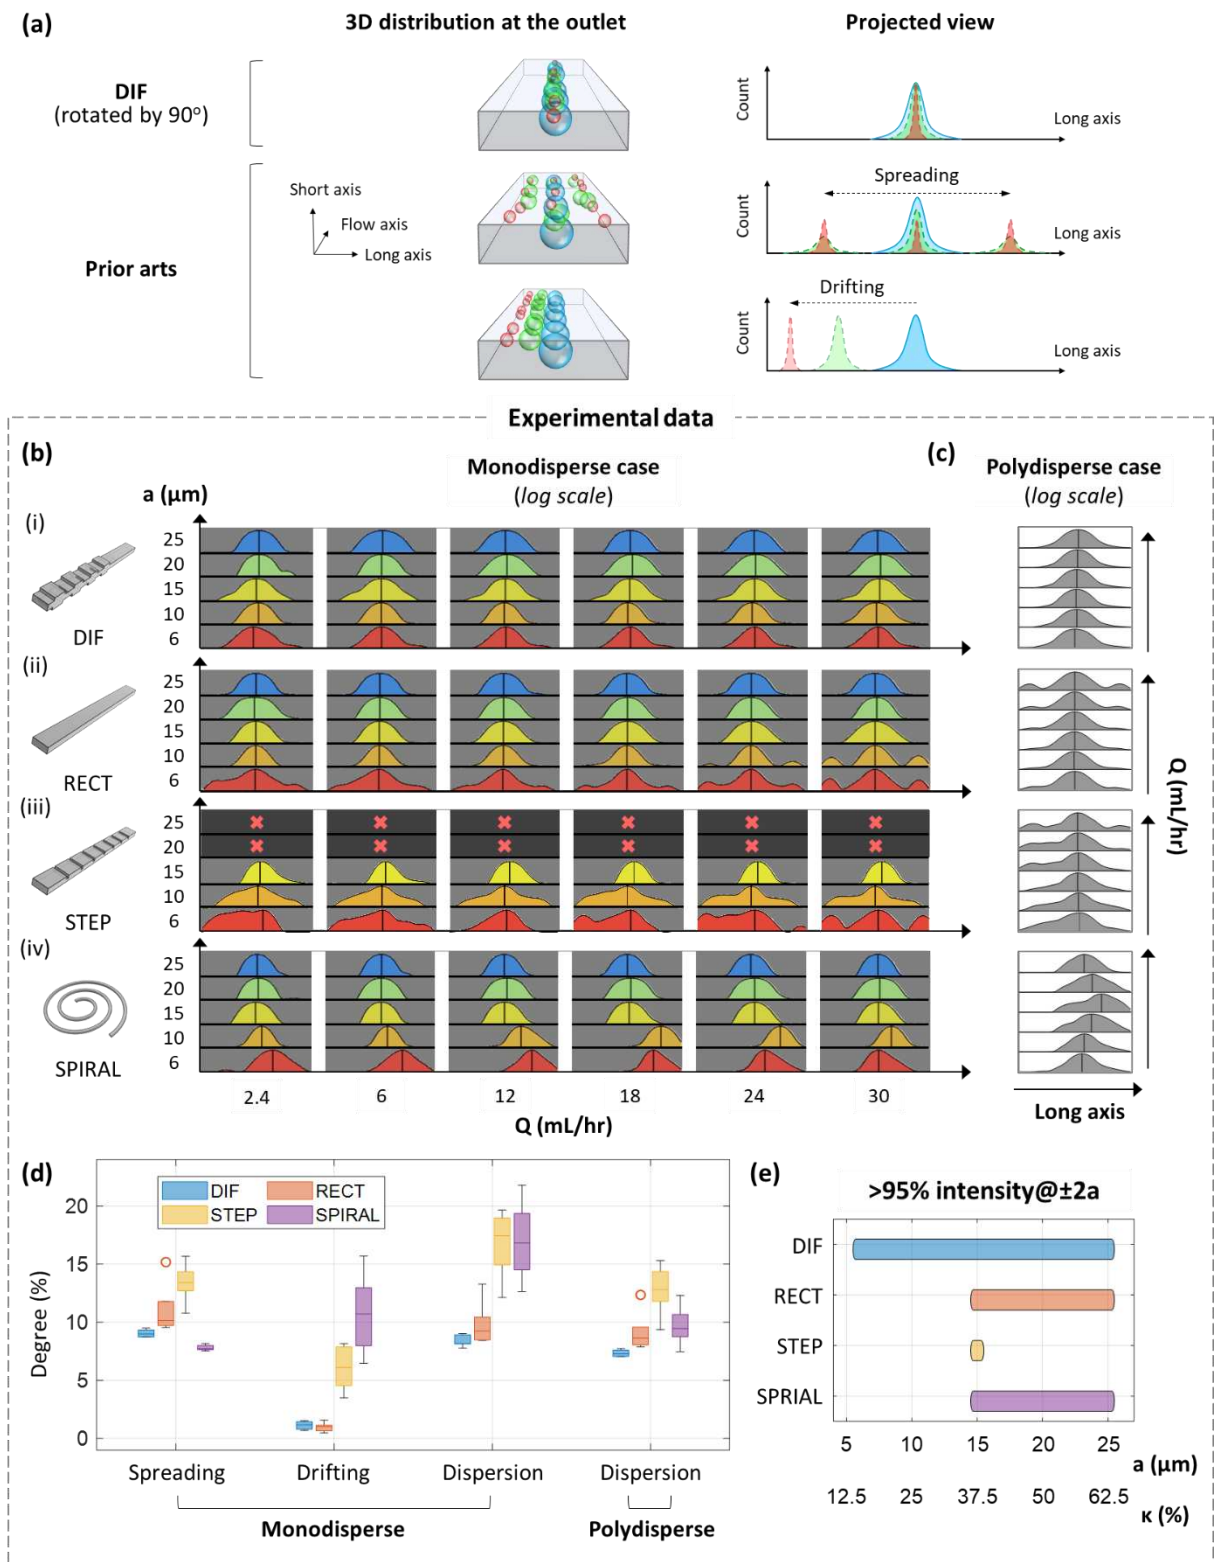 (a)
3D distribution at the outlet
Projected view
DIF
(rotated by 90°)
Count
Long axis
Prior arts
Short axis
Flow axis
Long axis
Spreading
Count
Long axis
Drifting
Count
Long axis
Experimental data
(b)
Monodisperse case
(log scale)
(c)
Polydisperse case
(log scale)
a (μm)
(i)
DIF
25
20
15
10
6
(ii)
RECT
25
20
15
10
6
(iii)
STEP
25
20
15
10
6
(iv)
SPIRAL
25
20
15
10
6
2.4 6 12 18 24 30
Q (mL/hr)
Q (mL/hr)
Long axis
(d)
DIF RECT
STEP SPIRAL
Degree (%)
20
15
10
5
0
Spreading Drifting Dispersion Dispersion
Monodisperse Polydisperse
(e)
>95% intensity@±2a
DIF
RECT
STEP
SPRIAL
5 10 15 20 25
a (μm)
12.5 25 37.5 50 62.5
κ (%)